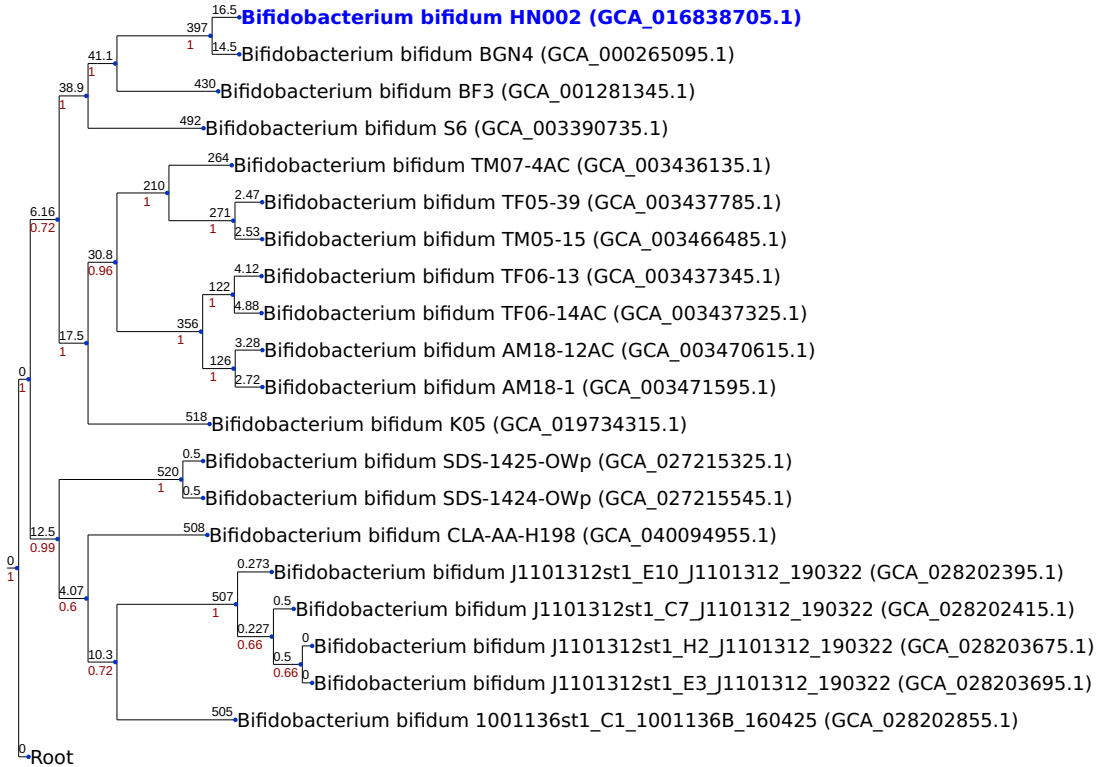 16.5 Bifidobacterium bifidum HN002 (GCA_016838705.1)
397
1
14.5 Bifidobacterium bifidum BGN4 (GCA_000265095.1)
41.1
1
430 Bifidobacterium bifidum BF3 (GCA_001281345.1)
38.9
1
492 Bifidobacterium bifidum S6 (GCA_003390735.1)
264 Bifidobacterium bifidum TM07-4AC (GCA_003436135.1)
210
1
2.47 Bifidobacterium bifidum TF05-39 (GCA_003437785.1)
6.16
0.72
271
1
2.53 Bifidobacterium bifidum TM05-15 (GCA_003466485.1)
30.8
0.96
4.12 Bifidobacterium bifidum TF06-13 (GCA_003437345.1)
122
1
4.88 Bifidobacterium bifidum TF06-14AC (GCA_003437325.1)
356
1
17.5
1
3.28 Bifidobacterium bifidum AM18-12AC (GCA_003470615.1)
126
1
2.72 Bifidobacterium bifidum AM18-1 (GCA_003471595.1)
0
1
518 Bifidobacterium bifidum K05 (GCA_019734315.1)
0.5 Bifidobacterium bifidum SDS-1425-OWp (GCA_027215325.1)
520
1
0.5 Bifidobacterium bifidum SDS-1424-OWp (GCA_027215545.1)
12.5
0.99
508 Bifidobacterium bifidum CLA-AA-H198 (GCA_040094955.1)
0
1
0.273 Bifidobacterium bifidum J1101312st1_E10_J1101312_190322 (GCA_028202395.1)
4.07
0.6
507
1
0.5 Bifidobacterium bifidum J1101312st1_C7_J1101312_190322 (GCA_028202415.1)
0.227
0.66
0 Bifidobacterium bifidum J1101312st1_H2_J1101312_190322 (GCA_028203675.1)
10.3
0.72
0.5
0.66
0 Bifidobacterium bifidum J1101312st1_E3_J1101312_190322 (GCA_028203695.1)
505 Bifidobacterium bifidum 1001136st1_C1_1001136B_160425 (GCA_028202855.1)
0 Root